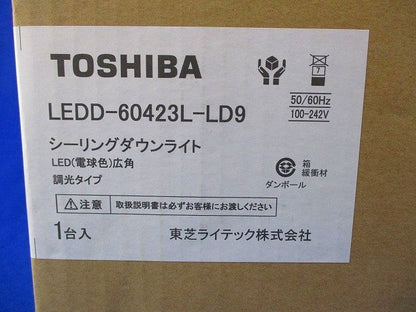 TOSHIBA
7
LEDD-60423L-LD9
50/60Hz
100-242V
シーリングダウンライト
LED(電球色)広角
調光タイプ
箱
緩衝材
ダンボール
注意 取扱説明書は必ずお客様にお渡しください
1台入
東芝ライテック株式会社